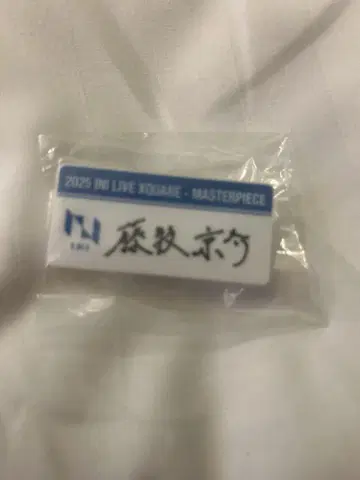 2025 INI LIVE XQUARE - MASTERPIECE
INI
藤牧京介